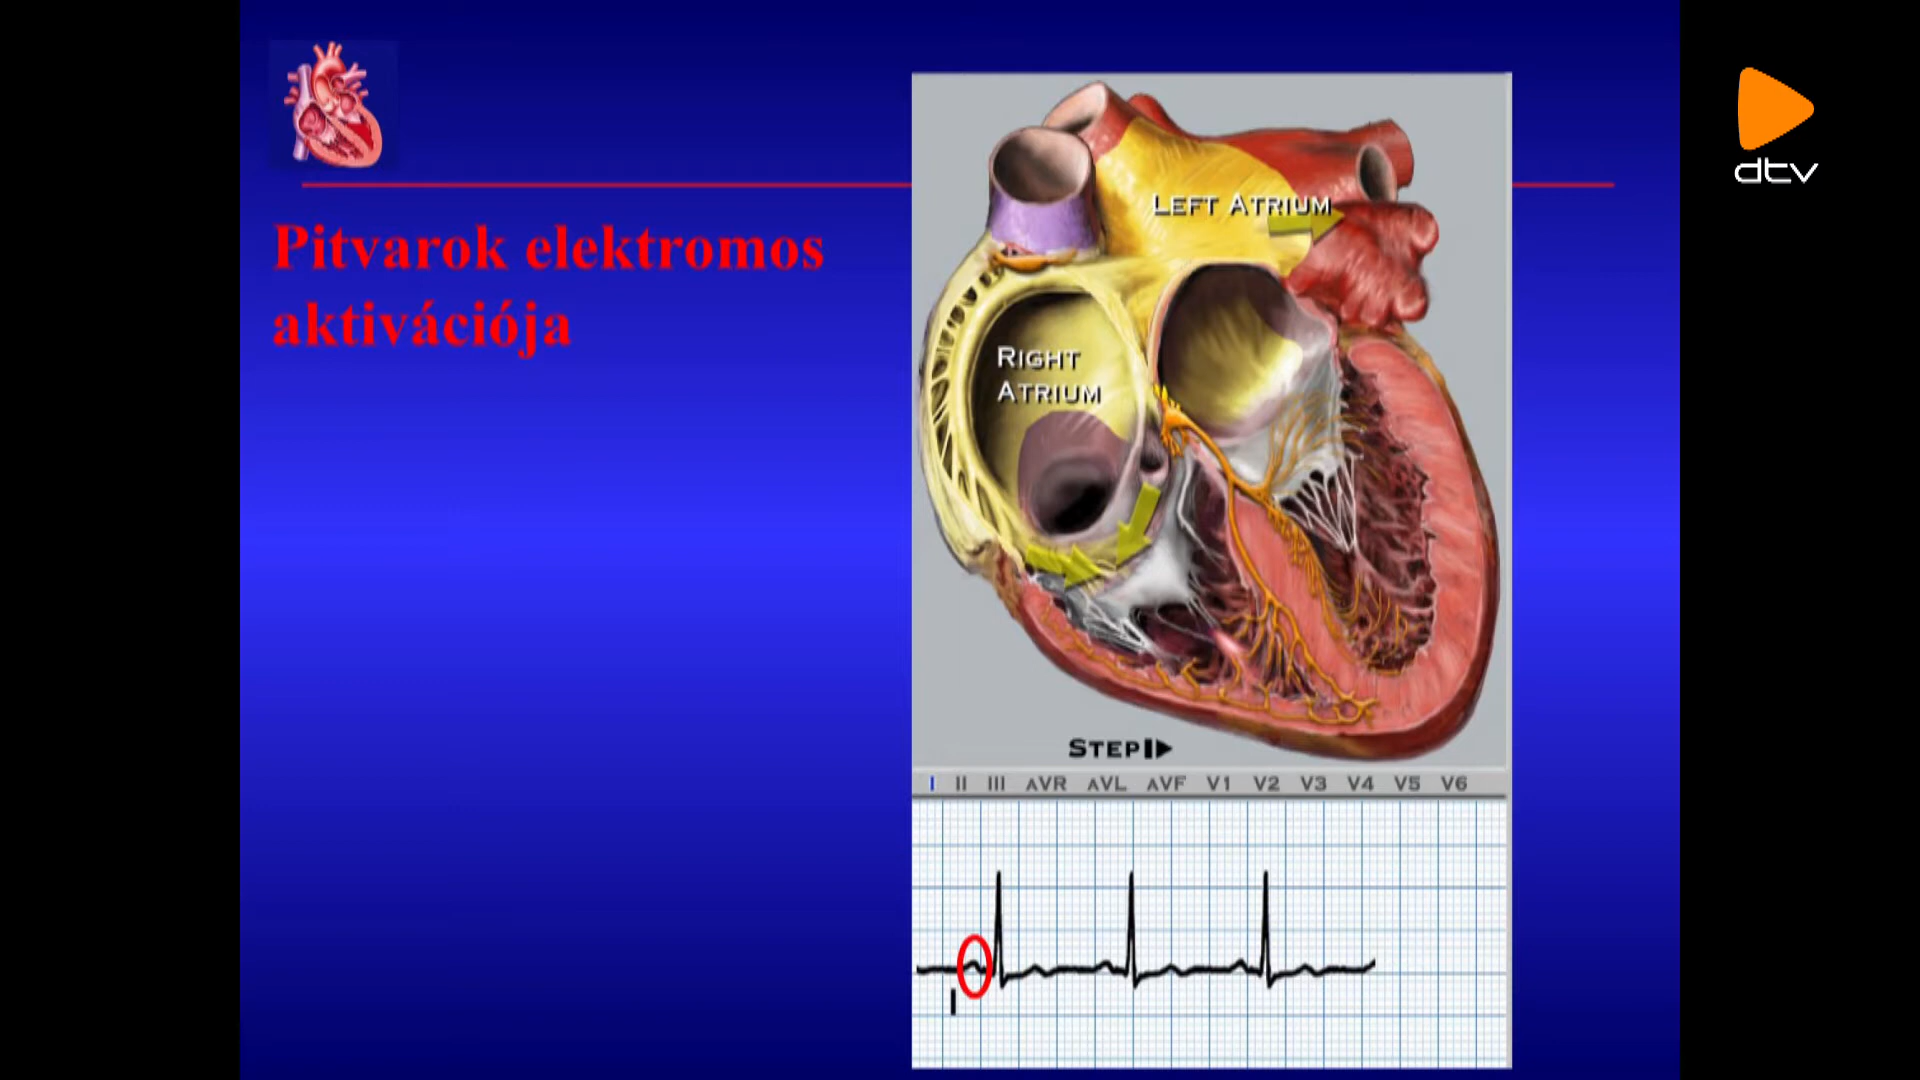 dtv
Pitvarok elektromos
aktivációja
LEFT ATRIUM
RIGHT
ATRIUM
STEP
I II III AVR AVL AVF V1 V2 V3 V4 V5 V6
I